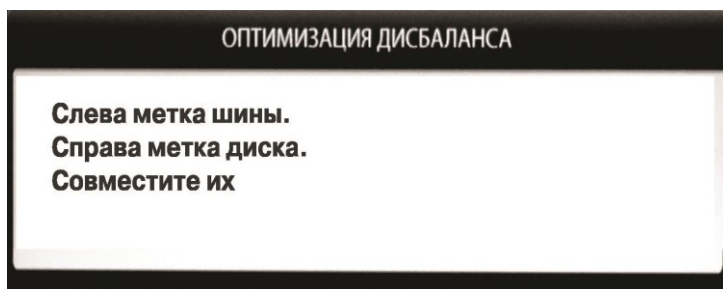 ОПТИМИЗАЦИЯ ДИСБАЛАНСА
Слева метка шины.
Справа метка диска.
Совместите их